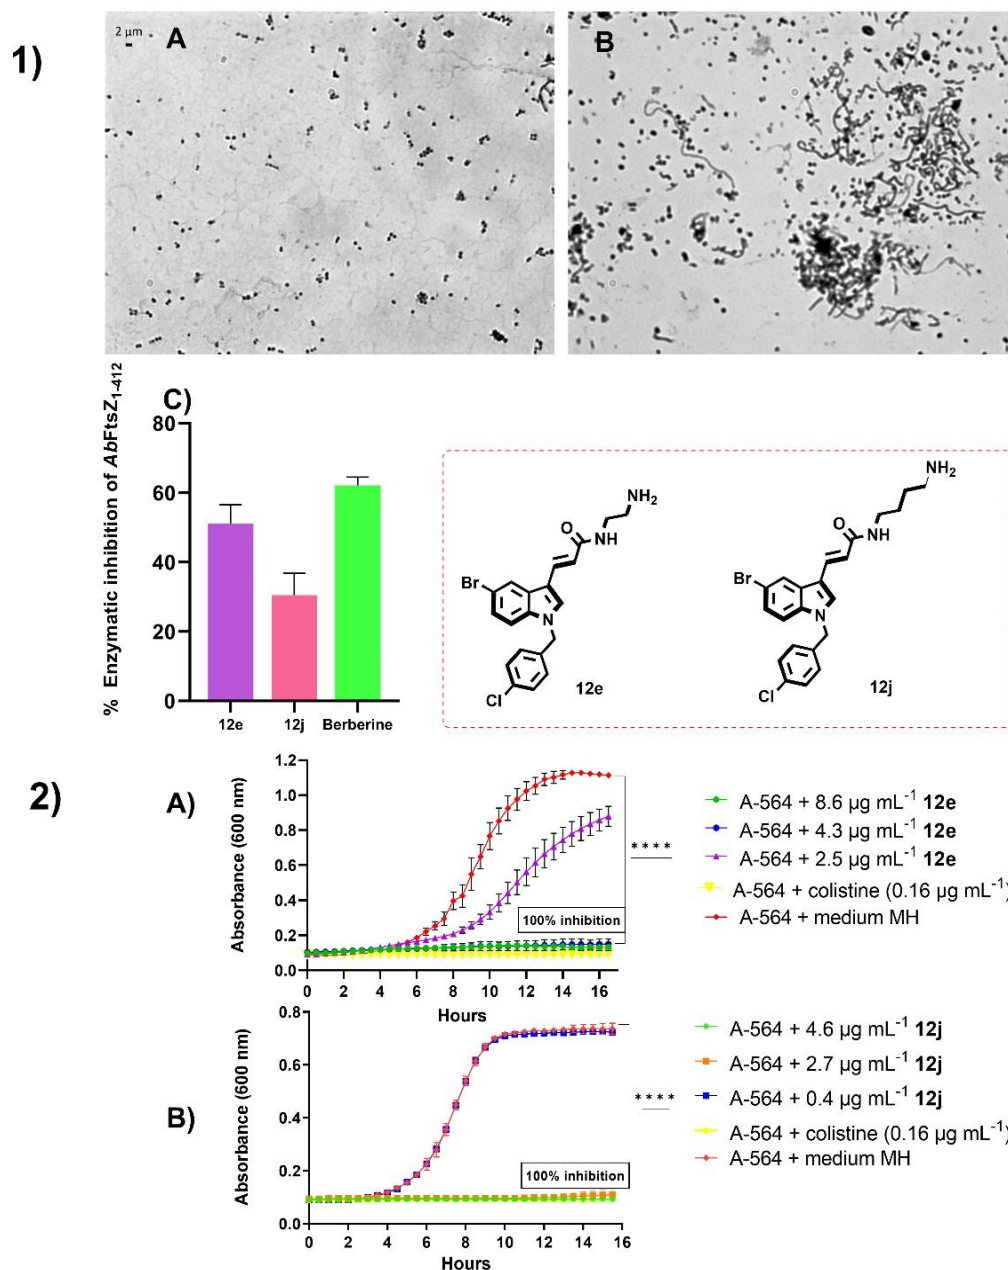 1)
2 µm
A
B
C)
% Enzymatic inhibition of AbFtsZ1-412
80
60
40
20
0
12e
12j
Berberine
NH2
O
NH
Br
N
Cl
12e
NH2
O
NH
Br
N
Cl
12j
2)
A)
Absorbance (600 nm)
1.2
1.0
0.8
0.6
0.4
0.2
0.0
0 2 4 6 8 10 12 14 16
Hours
100% inhibition
****
A-564 + 8.6 µg mL-1 12e
A-564 + 4.3 µg mL-1 12e
A-564 + 2.5 µg mL-1 12e
A-564 + colistine (0.16 µg mL-1)
A-564 + medium MH
B)
Absorbance (600 nm)
0.8
0.6
0.4
0.2
0.0
0 2 4 6 8 10 12 14 16
Hours
100% inhibition
****
A-564 + 4.6 µg mL-1 12j
A-564 + 2.7 µg mL-1 12j
A-564 + 0.4 µg mL-1 12j
A-564 + colistine (0.16 µg mL-1)
A-564 + medium MH